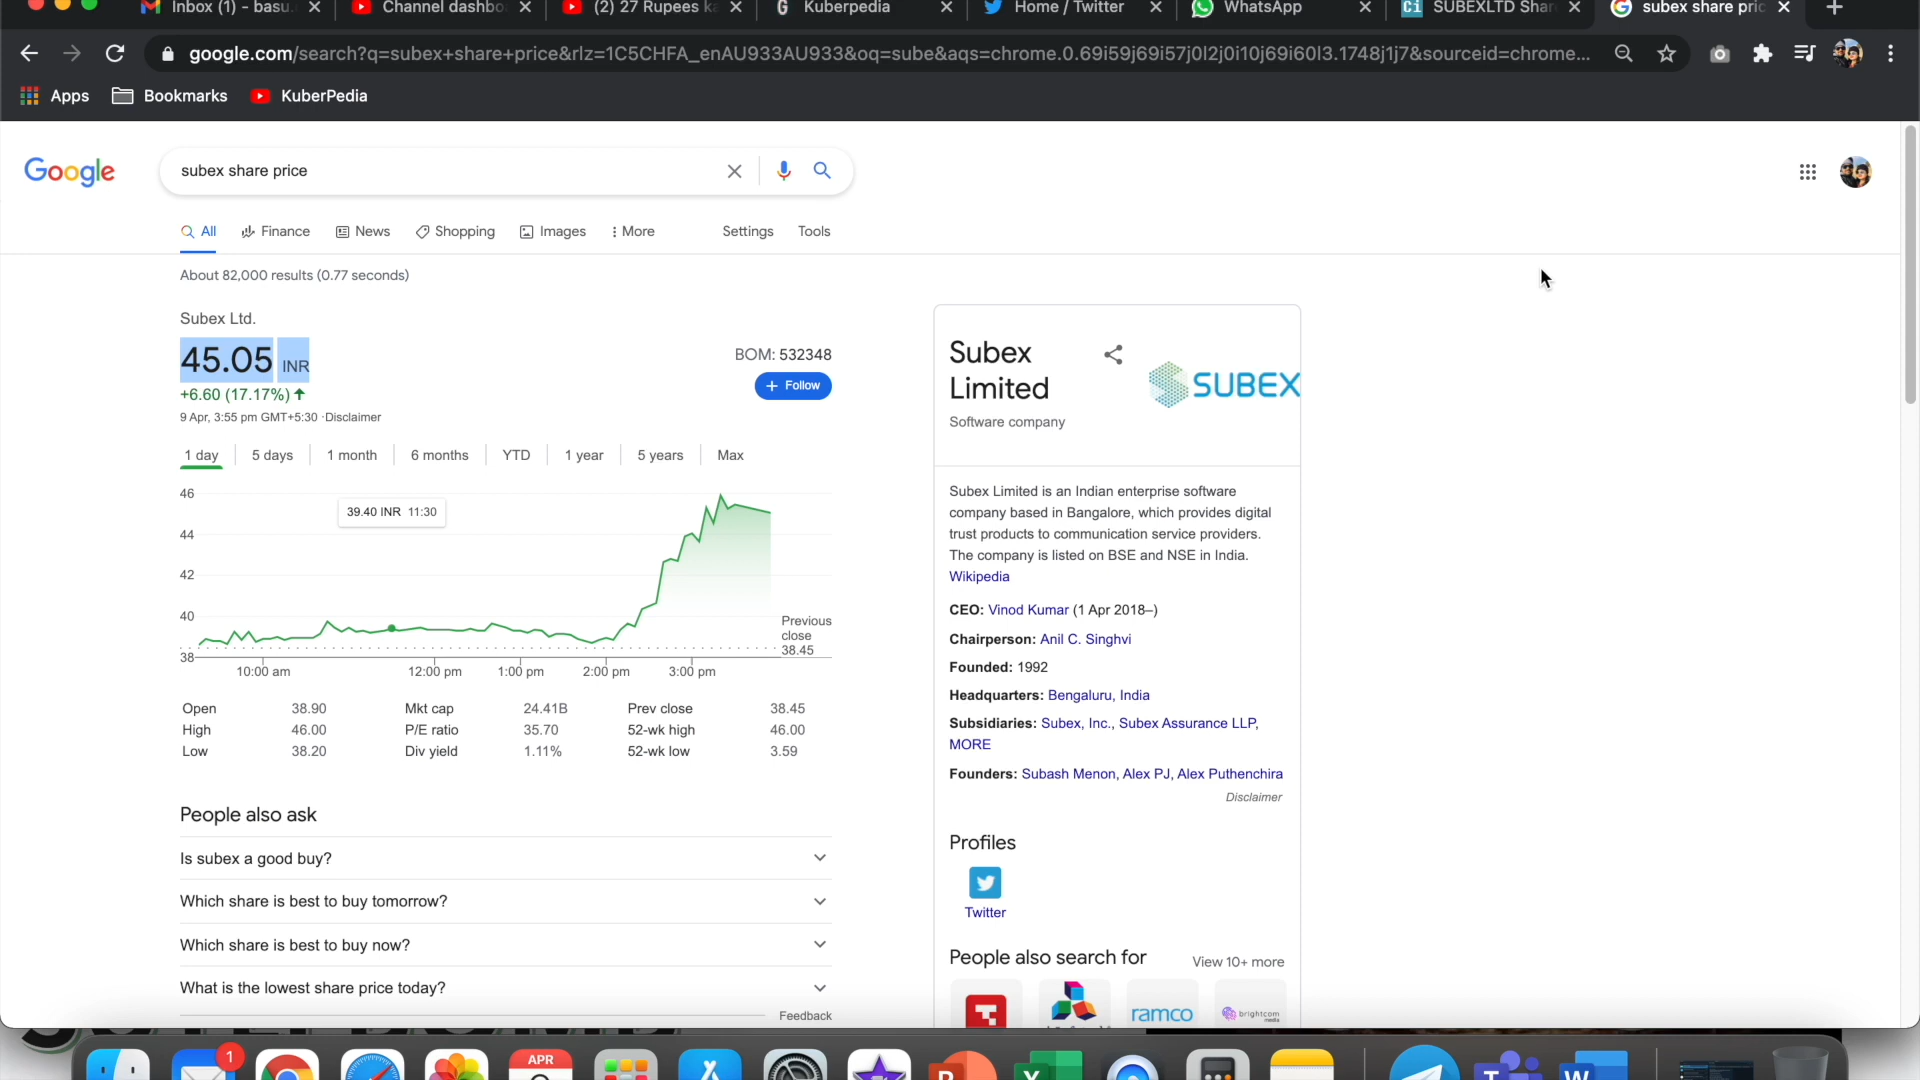 Inbox (1) - basu.
Channel dashbo
(2) 27 Rupees ka
Kuberpedia
Home / Twitter
WhatsApp
Ci SUBEXLTD Shar
subex share pric
google.com/search?q=subex+share+price&rlz=1C5CHFA_enAU933AU933&oq=sube&aqs=chrome.0.69i59j69i57j0l2j0i10j69i60l3.1748j1j7&sourceid=chrome...
Apps
Bookmarks
KuberPedia
Google
subex share price
All
Finance
News
Shopping
Images
More
Settings
Tools
About 82,000 results (0.77 seconds)
Subex Ltd.
45.05 INR
+6.60 (17.17%)
9 Apr, 3:55 pm GMT+5:30 ·Disclaimer
BOM: 532348
+ Follow
1 day
5 days
1 month
6 months
YTD
1 year
5 years
Max
46
44
42
40
38
39.40 INR 11:30
Previous
close
38.45
10:00 am
12:00 pm
1:00 pm
2:00 pm
3:00 pm
Open 38.90 Mkt cap 24.41B Prev close 38.45
High 46.00 P/E ratio 35.70 52-wk high 46.00
Low 38.20 Div yield 1.11% 52-wk low 3.59
People also ask
Is subex a good buy?
Which share is best to buy tomorrow?
Which share is best to buy now?
What is the lowest share price today?
Feedback
Subex
Limited
Software company
SUBEX
Subex Limited is an Indian enterprise software
company based in Bangalore, which provides digital
trust products to communication service providers.
The company is listed on BSE and NSE in India.
Wikipedia
CEO: Vinod Kumar (1 Apr 2018–)
Chairperson: Anil C. Singhvi
Founded: 1992
Headquarters: Bengaluru, India
Subsidiaries: Subex, Inc., Subex Assurance LLP,
MORE
Founders: Subash Menon, Alex PJ, Alex Puthenchira
Disclaimer
Profiles
Twitter
People also search for
View 10+ more
ramco
brightcom
media
1
APR